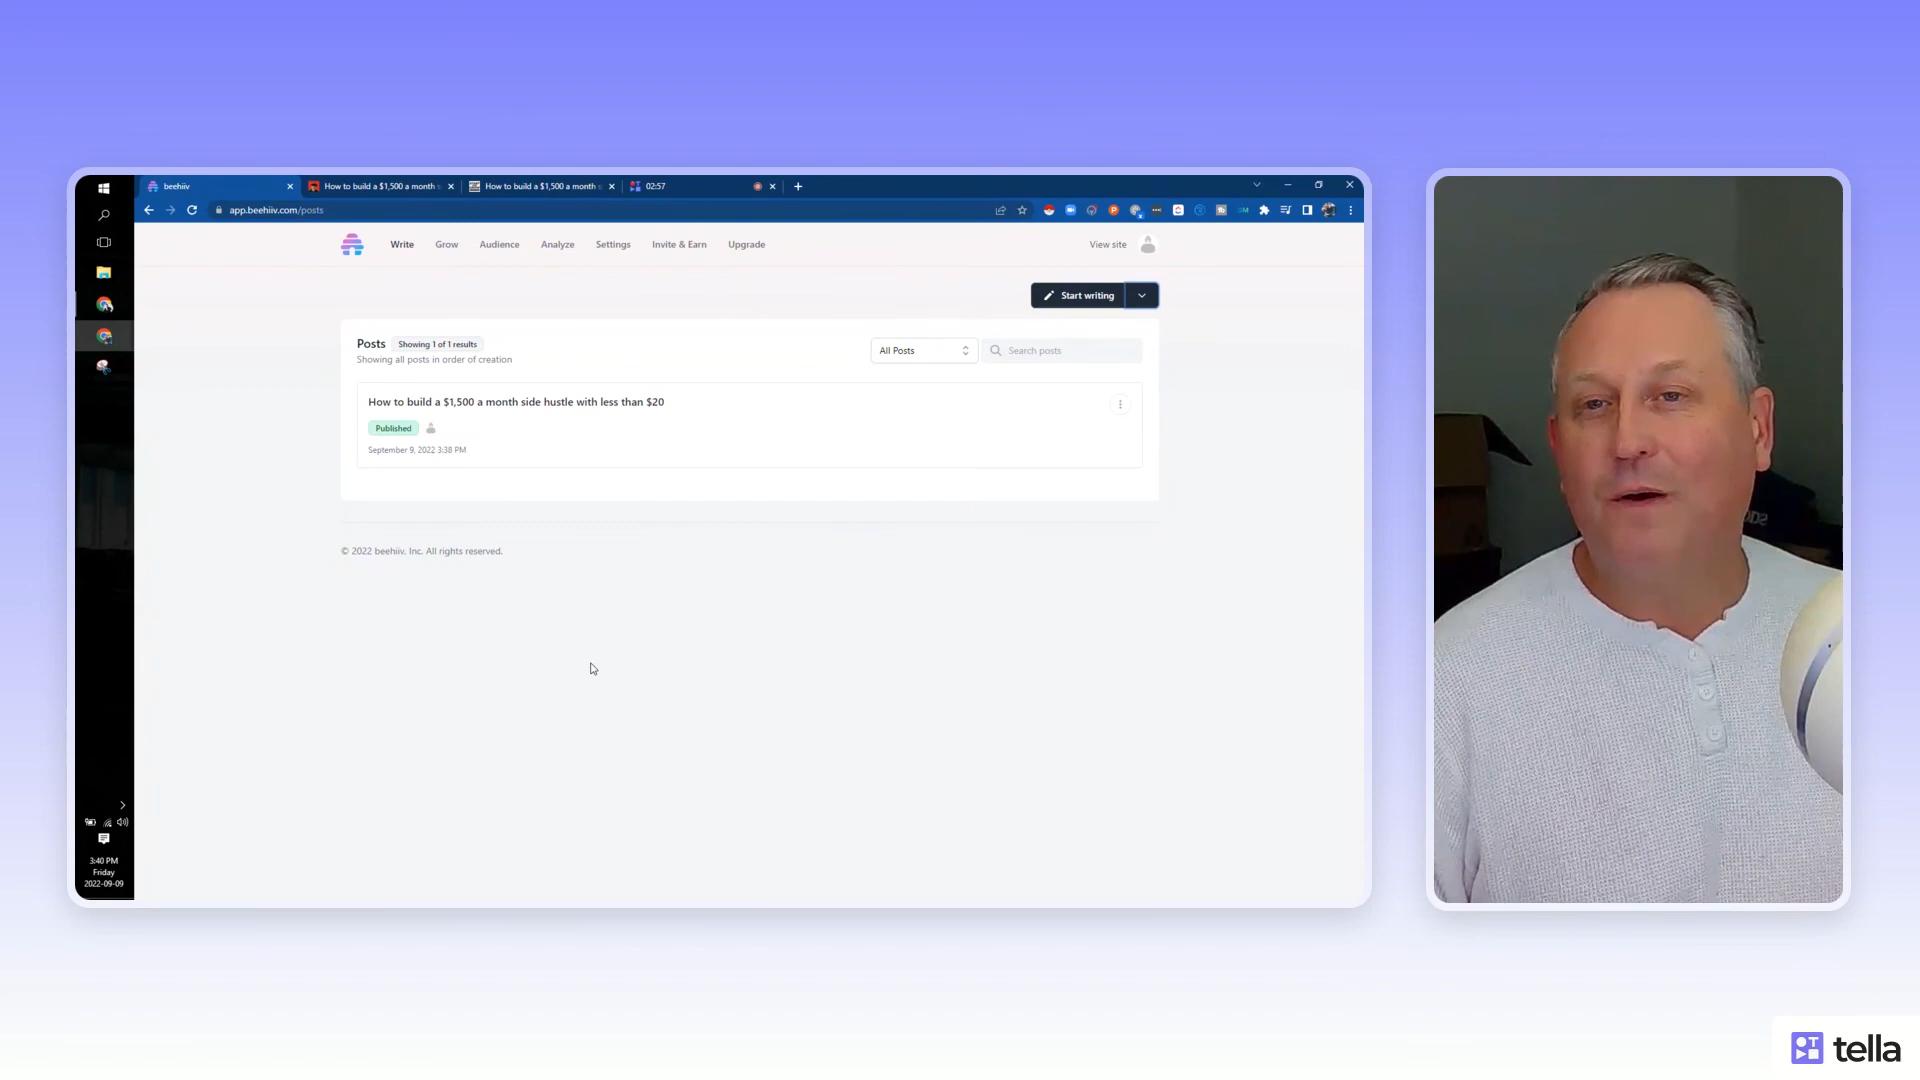 beehiiv
How to build a $1,500 a month s
How to build a $1,500 a month s
02:57
app.beehiiv.com/posts
Write
Grow
Audience
Analyze
Settings
Invite & Earn
Upgrade
View site
Start writing
Posts
Showing 1 of 1 results
Showing all posts in order of creation
All Posts
Search posts
How to build a $1,500 a month side hustle with less than $20
Published
September 9, 2022 3:38 PM
© 2022 beehiiv, Inc. All rights reserved.
3:40 PM
Friday
2022-09-09
tella